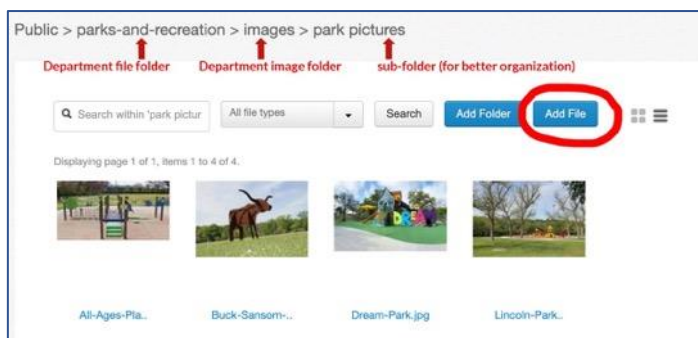 Public > parks-and-recreation > images > park pictures
Department file folder Department image folder sub-folder (for better organization)
Search within 'park pictur All file types Search Add Folder Add File
Displaying page 1 of 1, items 1 to 4 of 4.
DREAM
All-Ages-Pla.. Buck-Sansom-.. Dream-Park.jpg Lincoln-Park..